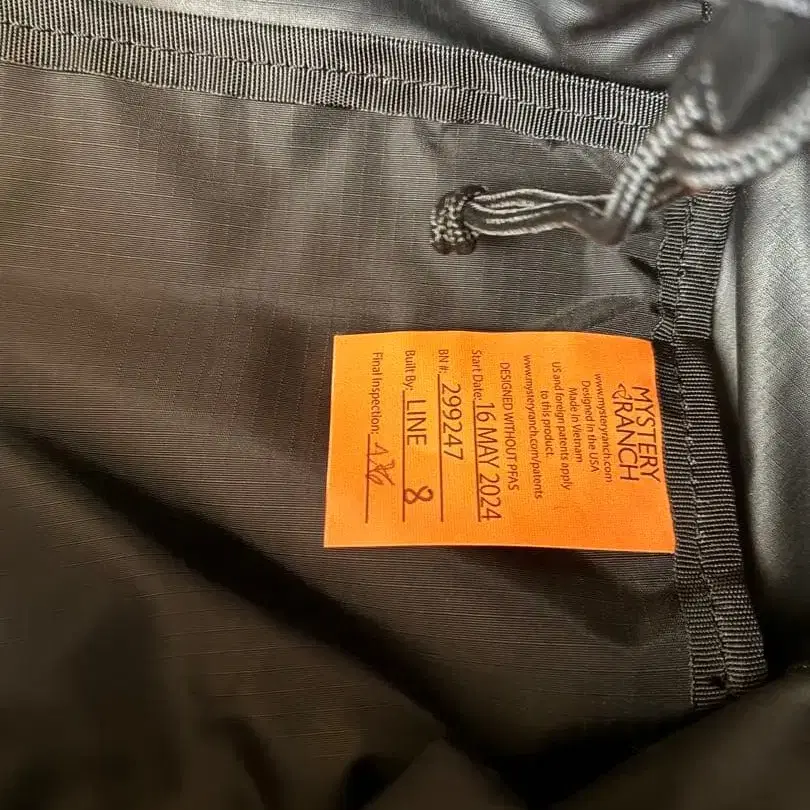 MYSTERY
RANCH
www.mysteryranch.com
Designed in the USA
Made in Vietnam
US and foreign patents apply
to this product.
www.mysteryranch.com/patents
DESIGNED WITHOUT PFAS
Start Date: 16 MAY 2024
BN #: 299247
Built By: LINE 8
Final Inspection: